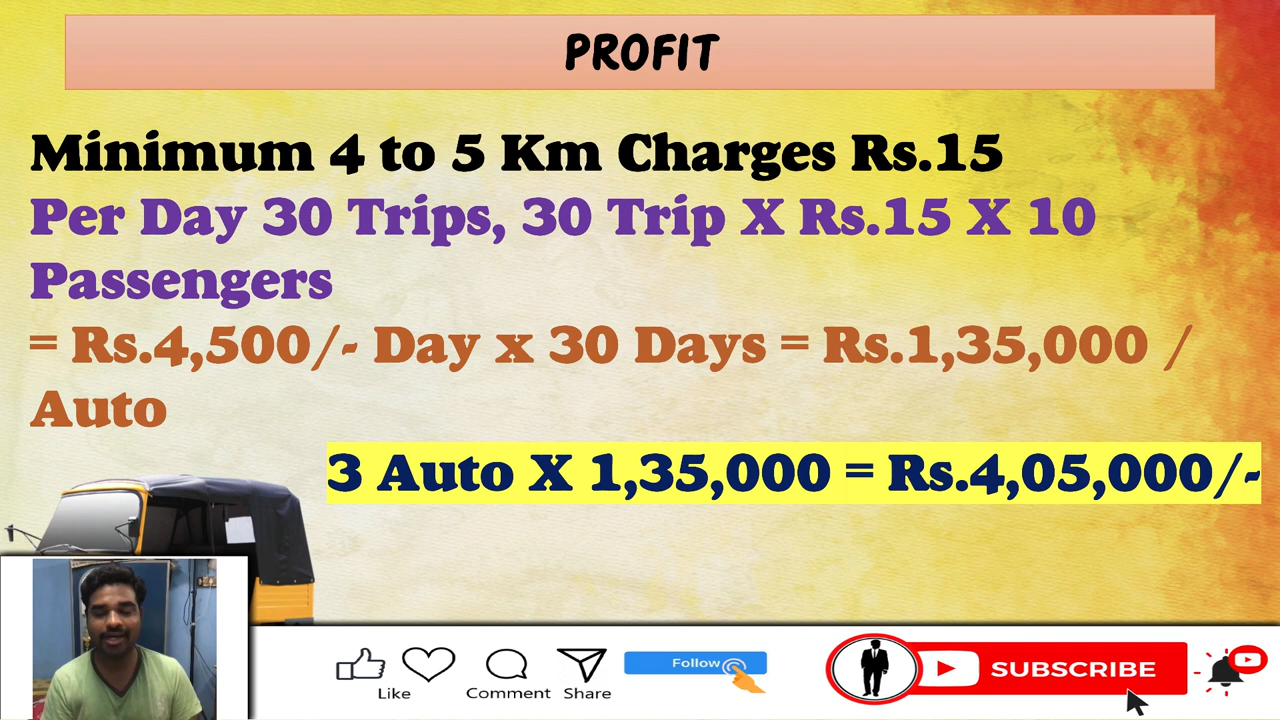 PROFIT
Minimum 4 to 5 Km Charges Rs.15
Per Day 30 Trips, 30 Trip X Rs.15 X 10
Passengers
= Rs.4,500/- Day x 30 Days = Rs.1,35,000 /
Auto
3 Auto X 1,35,000 = Rs.4,05,000/-
Like
Comment
Share
Follow
SUBSCRIBE